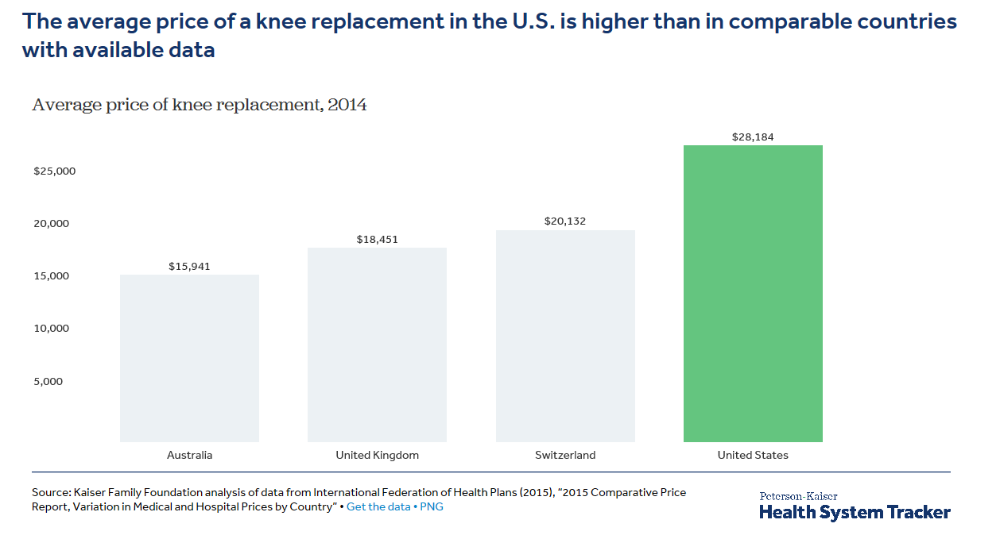 The average price of a knee replacement in the U.S. is higher than in comparable countries
with available data
Average price of knee replacement, 2014
$28,184
$25,000
20,000
$20,132
$18,451
$15,941
15,000
10,000
5,000
Australia
United Kingdom
Switzerland
United States
Source: Kaiser Family Foundation analysis of data from International Federation of Health Plans (2015), “2015 Comparative Price
Report, Variation in Medical and Hospital Prices by Country” • Get the data • PNG
Peterson-Kaiser
Health System Tracker